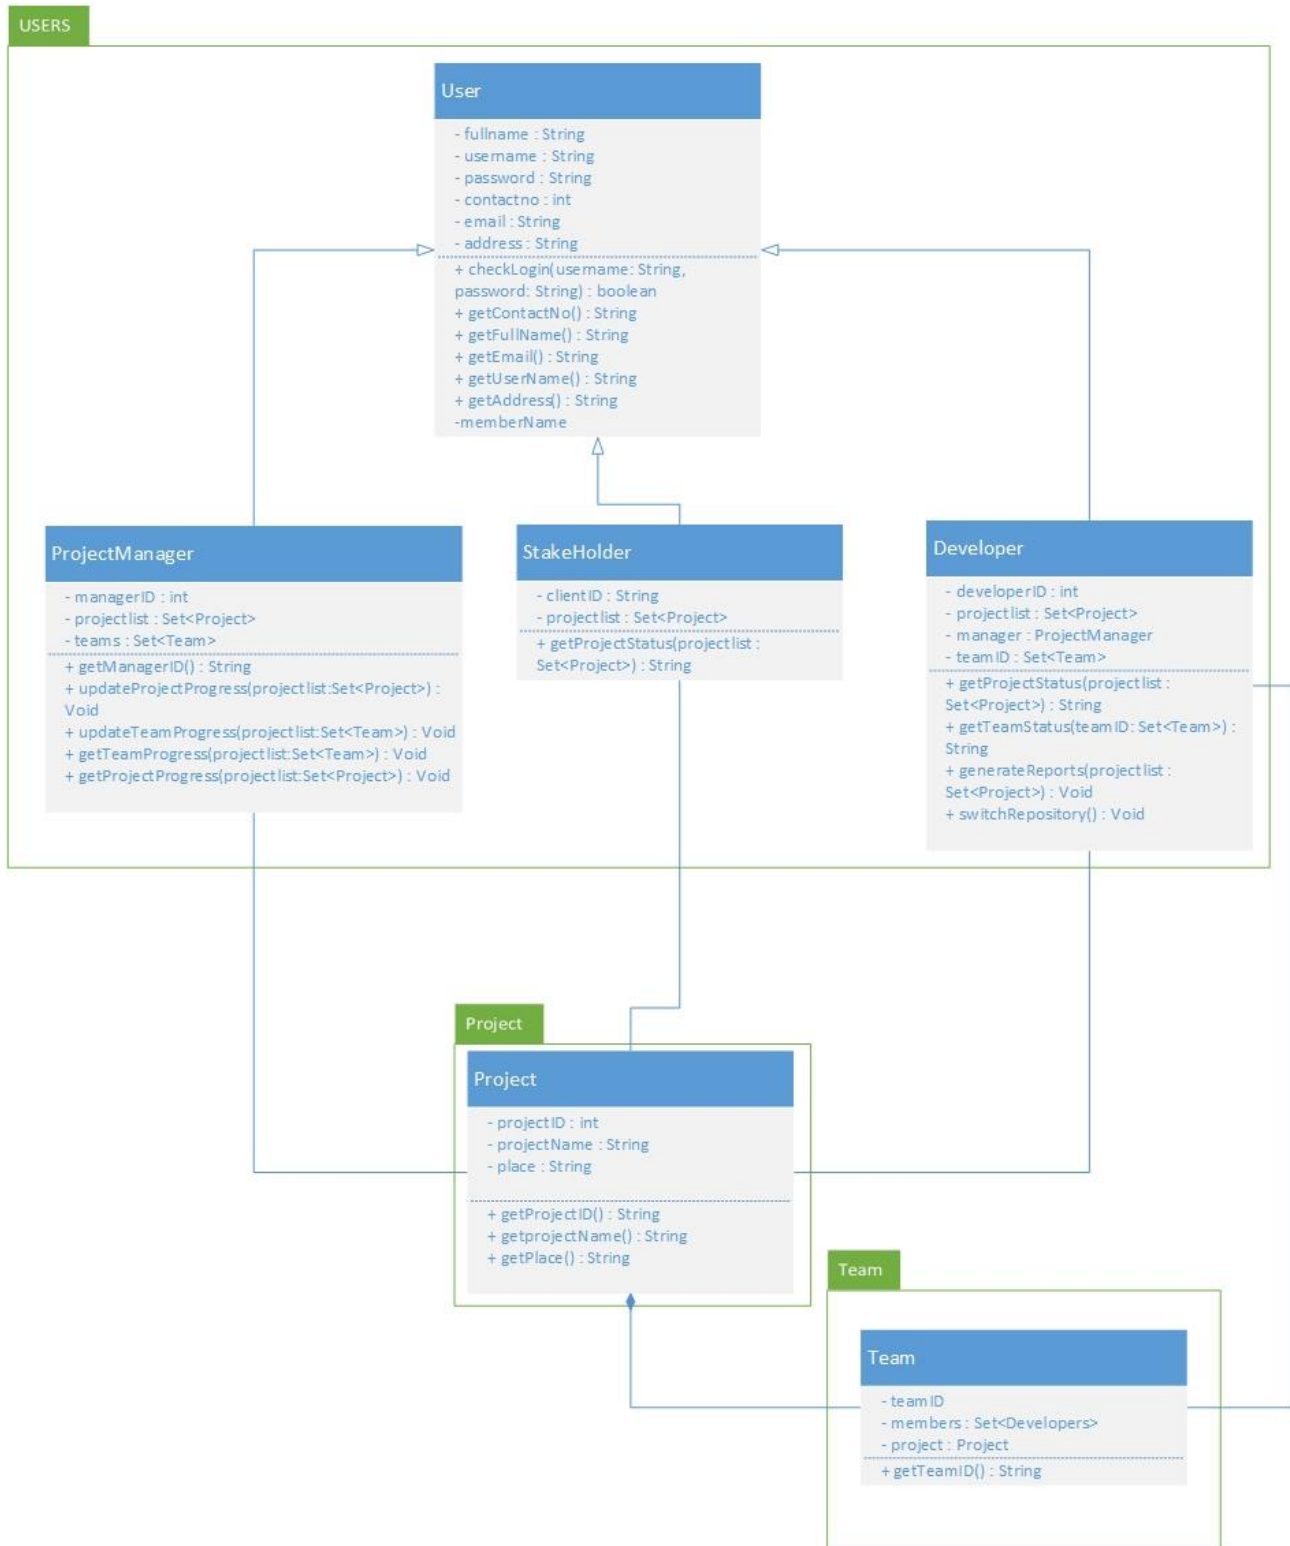 USERS
User
- fullname : String
- username : String
- password : String
- contactno : int
- email : String
- address : String
+ checkLogin(username: String,
password: String) : boolean
+ getContactNo() : String
+ getFullName() : String
+ getEmail() : String
+ getUserName() : String
+ getAddress() : String
-memberName
ProjectManager
- managerID : int
- projectlist : Set<Project>
- teams : Set<Team>
+ getManagerID() : String
+ updateProjectProgress(projectlist:Set<Project>) :
Void
+ updateTeamProgress(projectlist:Set<Team>) : Void
+ getTeamProgress(projectlist:Set<Team>) : Void
+ getProjectProgress(projectlist:Set<Project>) : Void
StakeHolder
- clientID : String
- projectlist : Set<Project>
+ getProjectStatus(projectlist :
Set<Project>) : String
Developer
- developerID : int
- projectlist : Set<Project>
- manager : ProjectManager
- teamID : Set<Team>
+ getProjectStatus(projectlist :
Set<Project>) : String
+ getTeamStatus(teamID: Set<Team>) :
String
+ generateReports(projectlist :
Set<Project>) : Void
+ switchRepository() : Void
Project
Project
- projectID : int
- projectName : String
- place : String
+ getProjectID() : String
+ getprojectName() : String
+ getPlace() : String
Team
Team
- teamID
- members : Set<Developers>
- project : Project
+ getTeamID() : String